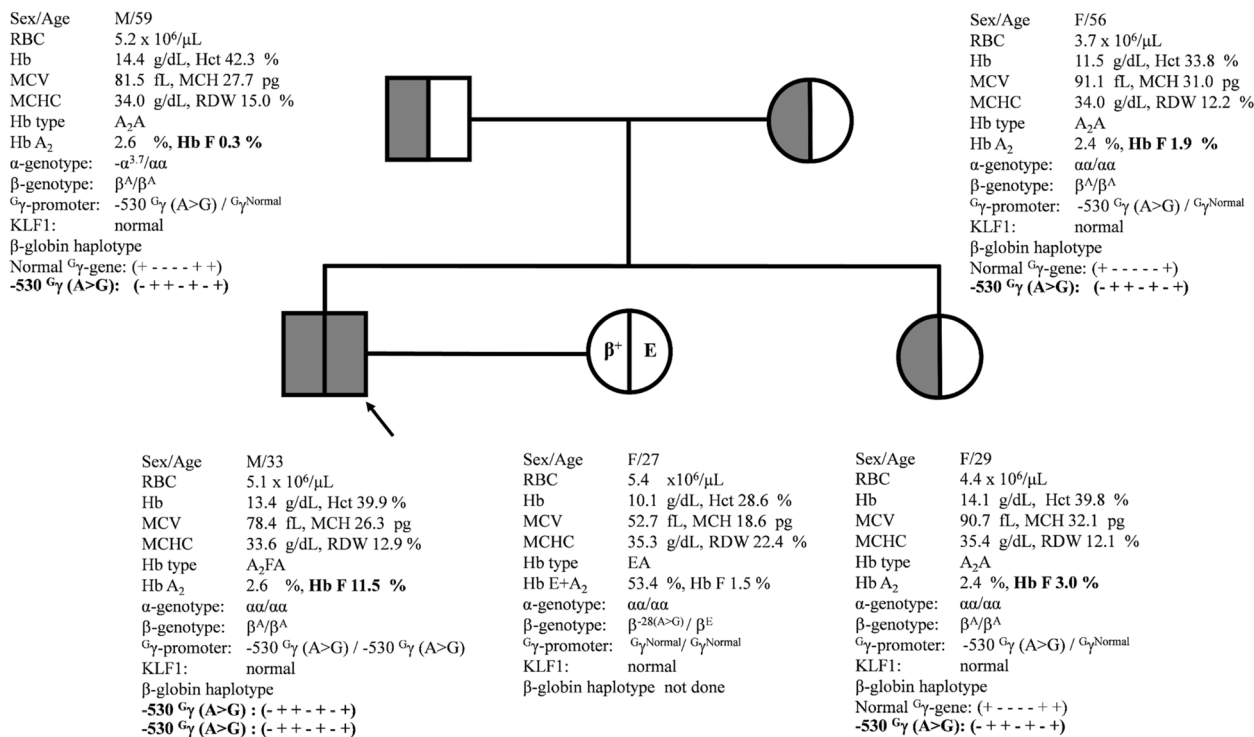 Sex/Age M/59
RBC 5.2 x 10⁶/μL
Hb 14.4 g/dL, Hct 42.3 %
MCV 81.5 fL, MCH 27.7 pg
MCHC 34.0 g/dL, RDW 15.0 %
Hb type A₂A
Hb A₂ 2.6 %, Hb F 0.3 %
α-genotype: -α³·⁷/αα
β-genotype: βᴬ/βᴬ
ᴳγ-promoter: -530 ᴳγ (A>G) / ᴳγᴺᵒʳᵐᵃˡ
KLF1: normal
β-globin haplotype
Normal ᴳγ-gene: (+ - - - - + +)
-530 ᴳγ (A>G): (- + + - + - +)
Sex/Age F/56
RBC 3.7 x 10⁶/μL
Hb 11.5 g/dL, Hct 33.8 %
MCV 91.1 fL, MCH 31.0 pg
MCHC 34.0 g/dL, RDW 12.2 %
Hb type A₂A
Hb A₂ 2.4 %, Hb F 1.9 %
α-genotype: αα/αα
β-genotype: βᴬ/βᴬ
ᴳγ-promoter: -530 ᴳγ (A>G) / ᴳγᴺᵒʳᵐᵃˡ
KLF1: normal
β-globin haplotype
Normal ᴳγ-gene: (+ - - - - - +)
-530 ᴳγ (A>G): (- + + - + - +)
β⁺ E
Sex/Age M/33
RBC 5.1 x 10⁶/μL
Hb 13.4 g/dL, Hct 39.9 %
MCV 78.4 fL, MCH 26.3 pg
MCHC 33.6 g/dL, RDW 12.9 %
Hb type A₂FA
Hb A₂ 2.6 %, Hb F 11.5 %
α-genotype: αα/αα
β-genotype: βᴬ/βᴬ
ᴳγ-promoter: -530 ᴳγ (A>G) / -530 ᴳγ (A>G)
KLF1: normal
β-globin haplotype
-530 ᴳγ (A>G) : (- + + - + - +)
-530 ᴳγ (A>G) : (- + + - + - +)
Sex/Age F/27
RBC 5.4 x10⁶/μL
Hb 10.1 g/dL, Hct 28.6 %
MCV 52.7 fL, MCH 18.6 pg
MCHC 35.3 g/dL, RDW 22.4 %
Hb type EA
Hb E+A₂ 53.4 %, Hb F 1.5 %
α-genotype: αα/αα
β-genotype: β⁻²⁸⁽ᴬ>ᴳ⁾/ βᴱ
ᴳγ-promoter: ᴳγᴺᵒʳᵐᵃˡ/ ᴳγᴺᵒʳᵐᵃˡ
KLF1: normal
β-globin haplotype not done
Sex/Age F/29
RBC 4.4 x 10⁶/μL
Hb 14.1 g/dL, Hct 39.8 %
MCV 90.7 fL, MCH 32.1 pg
MCHC 35.4 g/dL, RDW 12.1 %
Hb type A₂A
Hb A₂ 2.4 %, Hb F 3.0 %
α-genotype: αα/αα
β-genotype: βᴬ/βᴬ
ᴳγ-promoter: -530 ᴳγ (A>G) / ᴳγᴺᵒʳᵐᵃˡ
KLF1: normal
β-globin haplotype
Normal ᴳγ-gene: (+ - - - - + +)
-530 ᴳγ (A>G): (- + + - + - +)